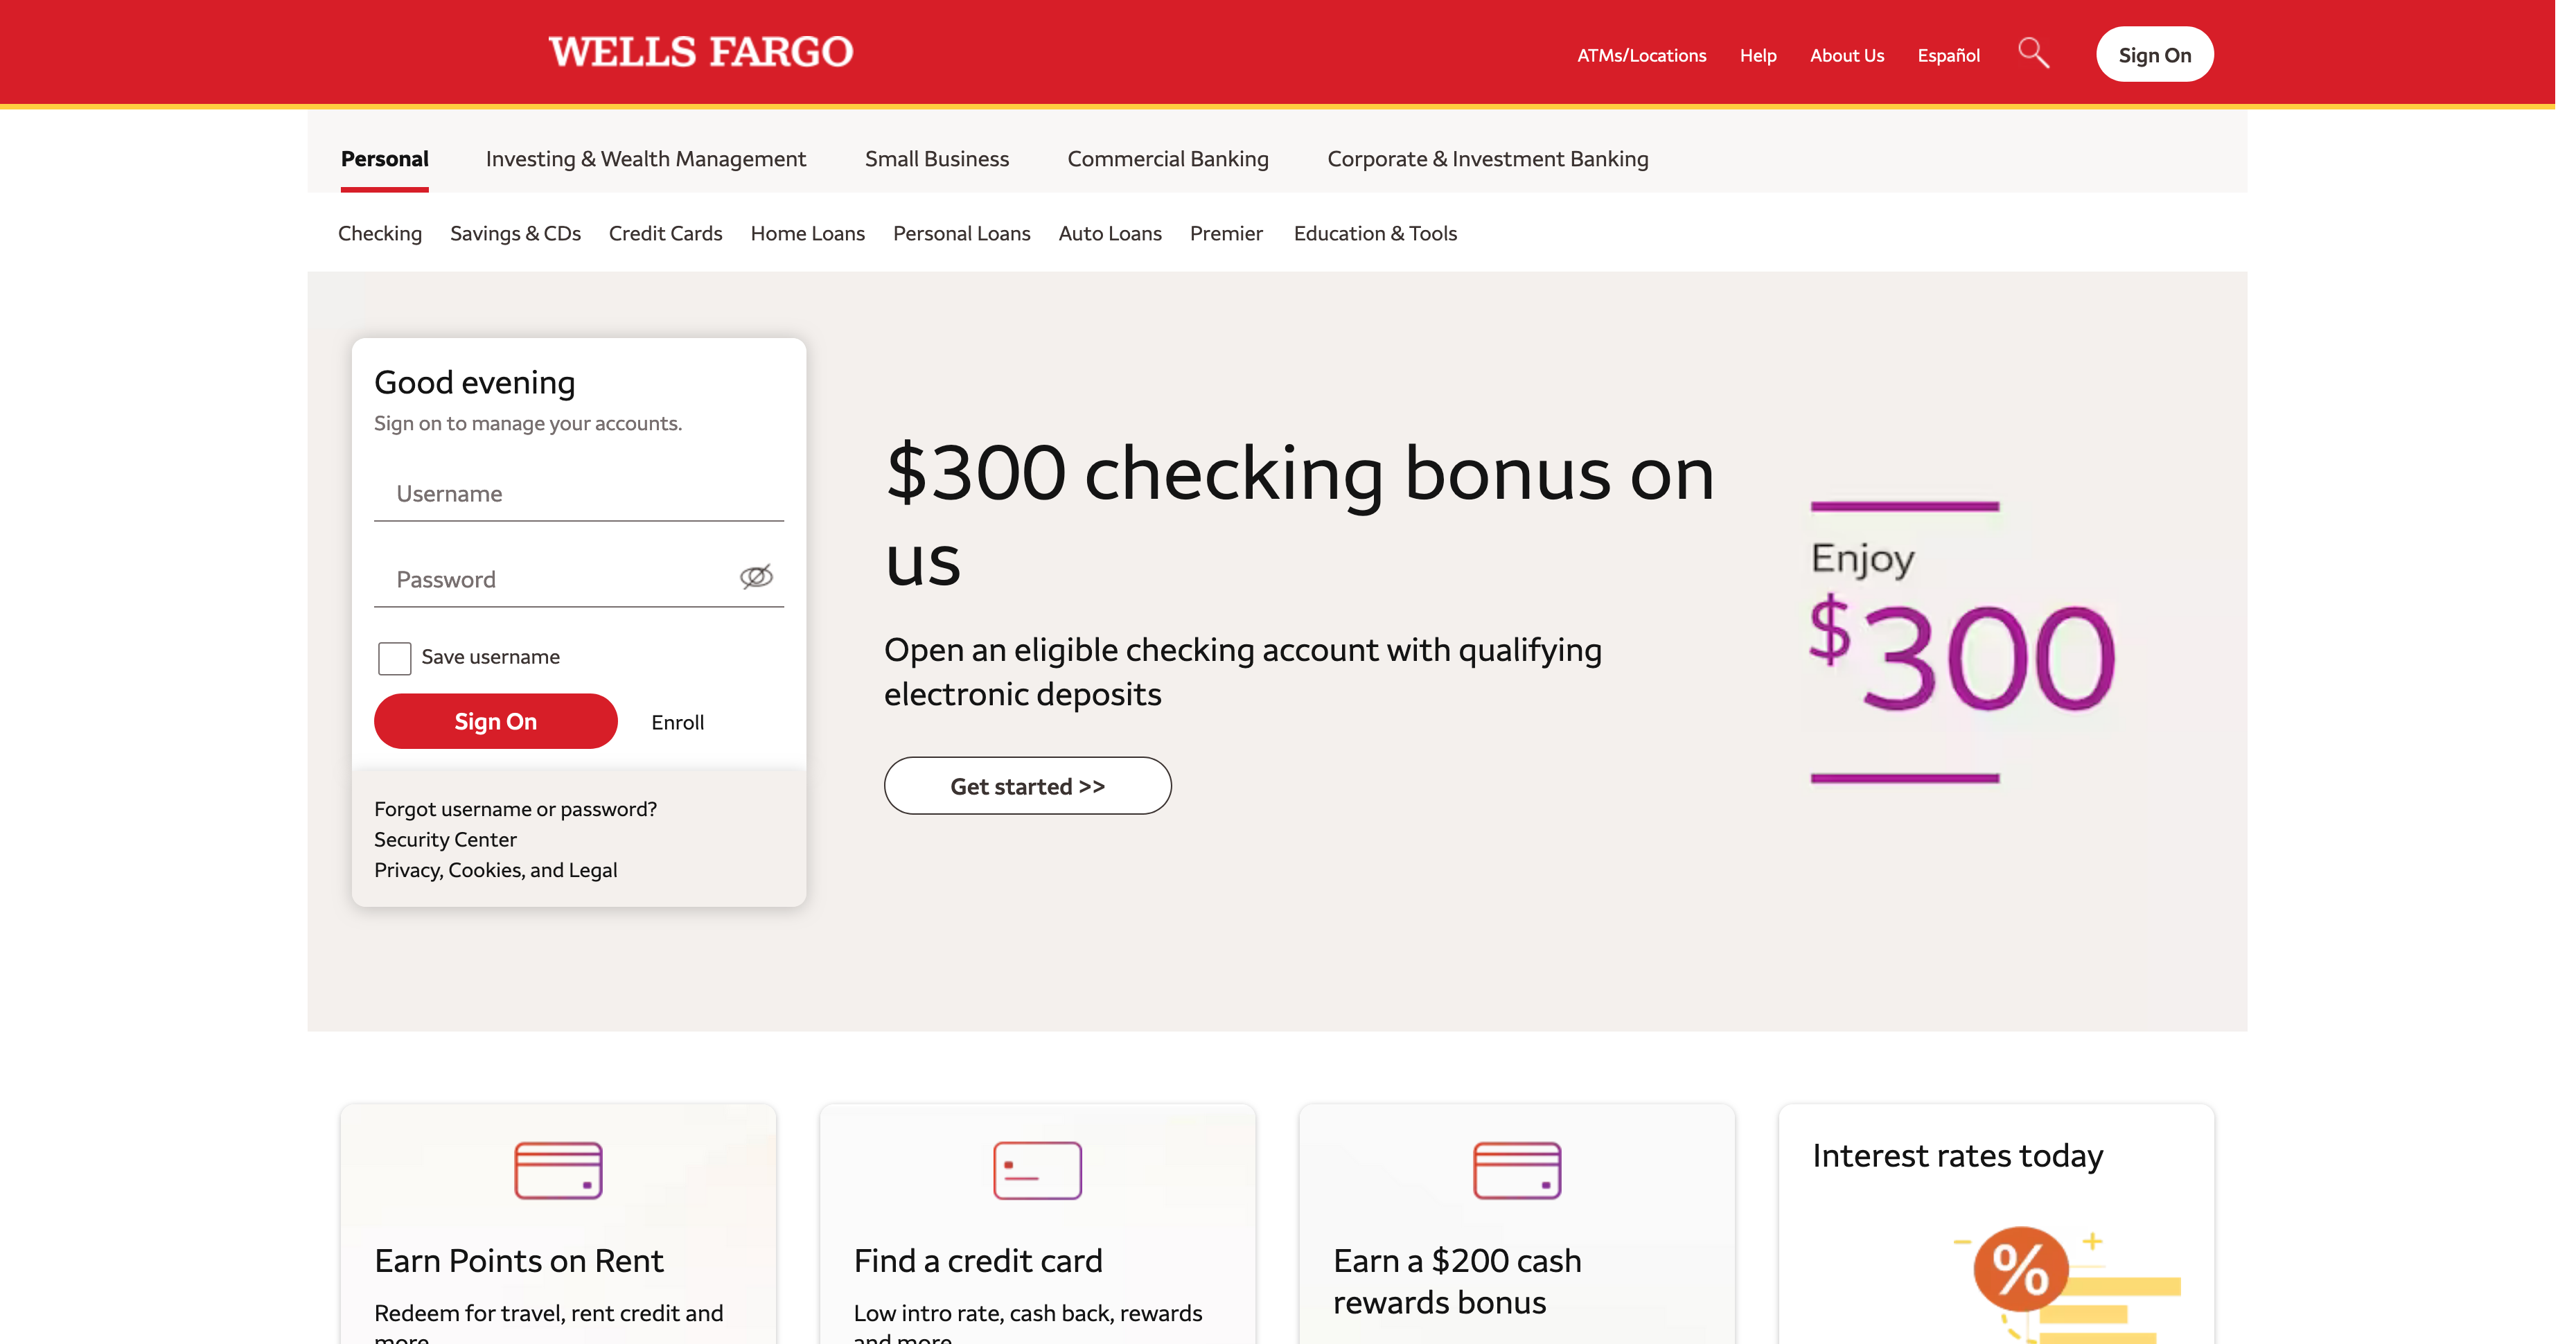 WELLS FARGO
ATMs/Locations Help About Us Español Sign On
Personal Investing & Wealth Management Small Business Commercial Banking Corporate & Investment Banking
Checking Savings & CDs Credit Cards Home Loans Personal Loans Auto Loans Premier Education & Tools
Good evening
Sign on to manage your accounts.
Username
Password
Save username
Sign On Enroll
Forgot username or password?
Security Center
Privacy, Cookies, and Legal
$300 checking bonus on
us
Open an eligible checking account with qualifying
electronic deposits
Get started >>
Enjoy
$300
Earn Points on Rent
Redeem for travel, rent credit and
more
Find a credit card
Low intro rate, cash back, rewards
and more
Earn a $200 cash
rewards bonus
Interest rates today
%